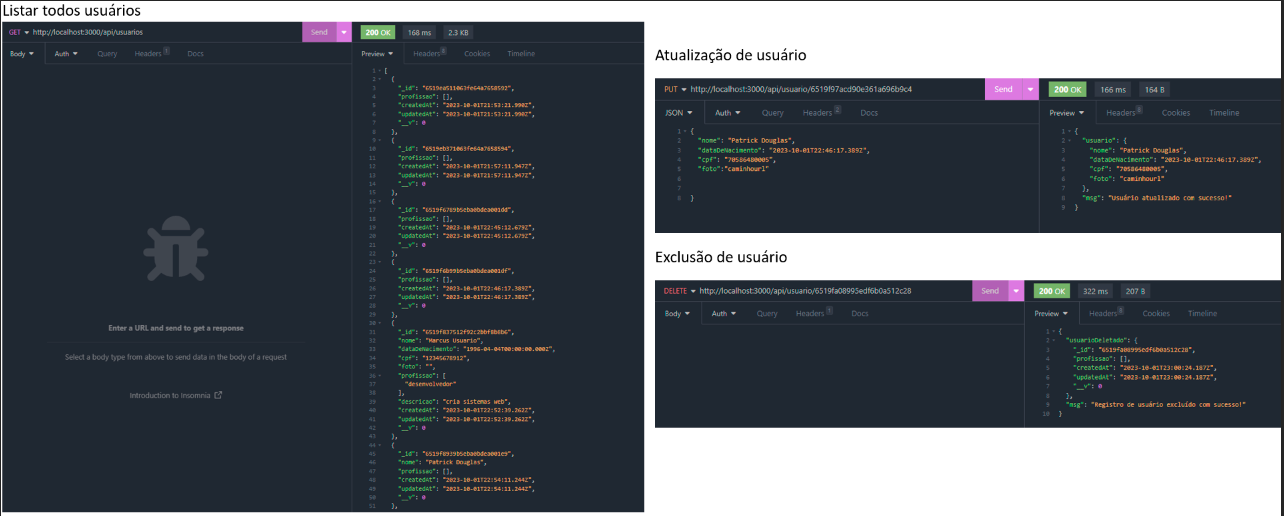 Listar todos usuários
GET http://localhost:3000/api/usuarios Send
Body Auth Query Headers 1 Docs
Enter a URL and send to get a response
Select a body type from above to send data in the body of a request
Introduction to Insomnia
200 OK 168 ms 2.3 KB
Preview Headers Cookies Timeline
1 [
2 {
3 "_id": "6519ea511063fe64a7658592",
4 "profissao": [],
5 "createdAt": "2023-10-01T21:53:21.990Z",
6 "updatedAt": "2023-10-01T21:53:21.990Z",
7 "__v": 0
8 },
9 {
10 "_id": "6519eb371063fe64a7658594",
11 "profissao": [],
12 "createdAt": "2023-10-01T21:57:11.947Z",
13 "updatedAt": "2023-10-01T21:57:11.947Z",
14 "__v": 0
15 },
16 {
17 "_id": "6519f6789b5eba0bdea001dd",
18 "profissao": [],
19 "createdAt": "2023-10-01T22:45:12.679Z",
20 "updatedAt": "2023-10-01T22:45:12.679Z",
21 "__v": 0
22 },
23 {
24 "_id": "6519f6b99b5eba0bdea001df",
25 "profissao": [],
26 "createdAt": "2023-10-01T22:46:17.389Z",
27 "updatedAt": "2023-10-01T22:46:17.389Z",
28 "__v": 0
29 },
30 {
31 "_id": "6519f837512f92c2bbf8b8b6",
32 "nome": "Marcus Usuario",
33 "dataDeNacimento": "1996-04-04T00:00:00.000Z",
34 "cpf": "12345678912",
35 "foto": "",
36 "profissao": [
37 "desenvolvedor"
38 ],
39 "descricao": "cria sistemas web",
40 "createdAt": "2023-10-01T22:52:39.262Z",
41 "updatedAt": "2023-10-01T22:52:39.262Z",
42 "__v": 0
43 },
44 {
45 "_id": "6519f8939b5eba0bdea001e9",
46 "nome": "Patrick Douglas",
47 "profissao": [],
48 "createdAt": "2023-10-01T22:54:11.244Z",
49 "updatedAt": "2023-10-01T22:54:11.244Z",
50 "__v": 0
51 },
Atualização de usuário
PUT http://localhost:3000/api/usuario/6519f97acd90e361a696b9c4 Send
JSON Auth Query Headers 2 Docs
1 {
2 "nome": "Patrick Douglas",
3 "dataDeNacimento": "2023-10-01T22:46:17.389Z",
4 "cpf": "70586480005",
5 "foto":"caminhourl"
6
7
8 }
200 OK 166 ms 164 B
Preview Headers Cookies Timeline
1 {
2 "usuario": {
3 "nome": "Patrick Douglas",
4 "dataDeNacimento": "2023-10-01T22:46:17.389Z",
5 "cpf": "70586480005",
6 "foto": "caminhourl"
7 },
8 "msg": "Usuário atualizado com sucesso!"
9 }
Exclusão de usuário
DELETE http://localhost:3000/api/usuario/6519fa08995edf6b0a512c28 Send
Body Auth Query Headers 1 Docs
200 OK 322 ms 207 B
Preview Headers Cookies Timeline
1 {
2 "usuarioDeletado": {
3 "_id": "6519fa08995edf6b0a512c28",
4 "profissao": [],
5 "createdAt": "2023-10-01T23:00:24.187Z",
6 "updatedAt": "2023-10-01T23:00:24.187Z",
7 "__v": 0
8 },
9 "msg": "Registro de usuário excluído com sucesso!"
10 }